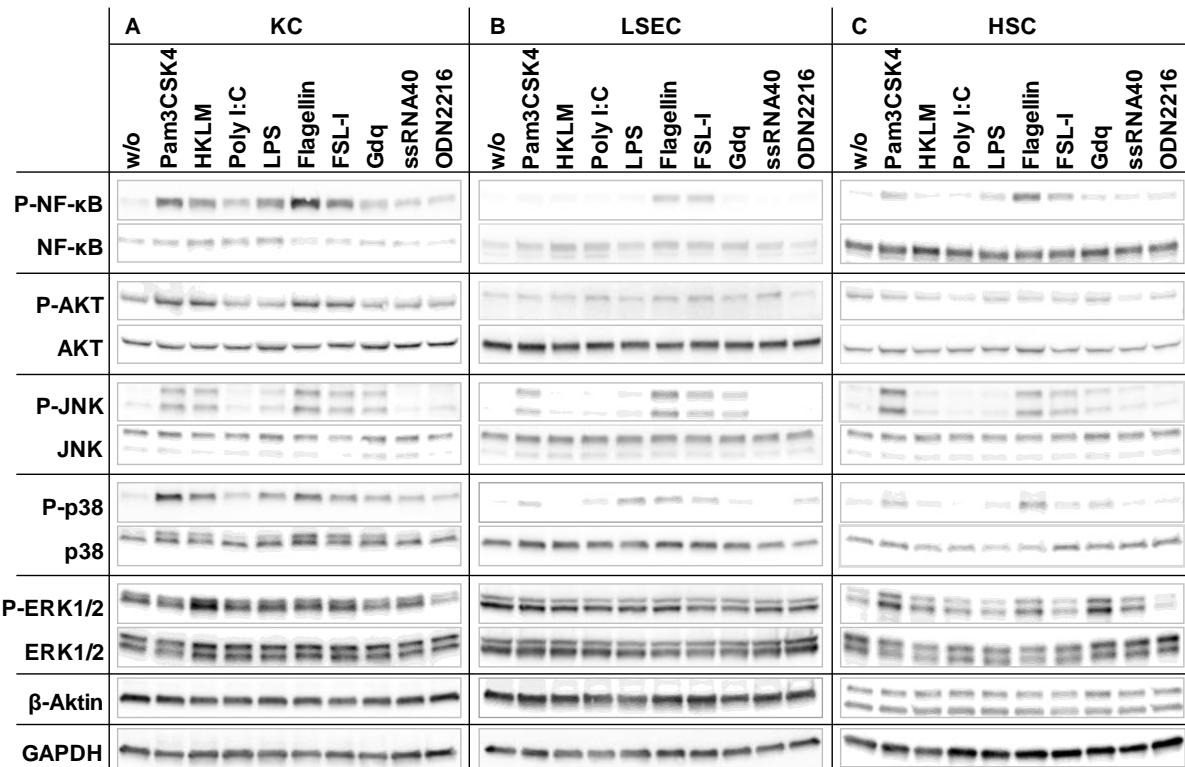 A KC B LSEC C HSC
w/o Pam3CSK4 HKLM Poly I:C LPS Flagellin FSL-I Gdq ssRNA40 ODN2216 w/o Pam3CSK4 HKLM Poly I:C LPS Flagellin FSL-I Gdq ssRNA40 ODN2216 w/o Pam3CSK4 HKLM Poly I:C LPS Flagellin FSL-I Gdq ssRNA40 ODN2216
P-NF-κB
NF-κB
P-AKT
AKT
P-JNK
JNK
P-p38
p38
P-ERK1/2
ERK1/2
β-Aktin
GAPDH